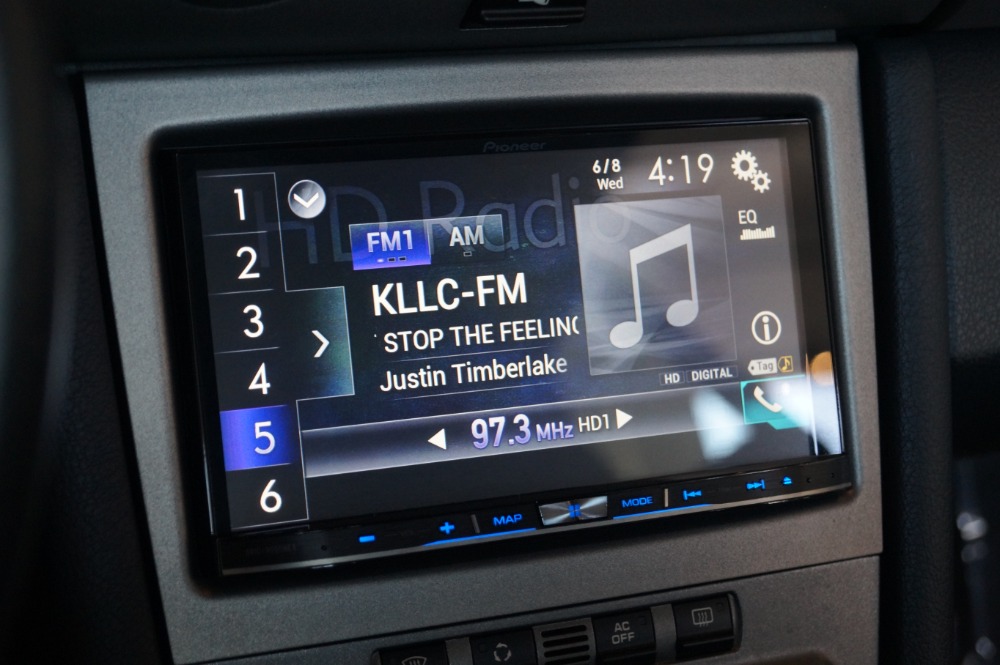 Pioneer
HD Radio
6/8
Wed
4:19
EQ
1
2
3
4
5
6
FM1
AM
KLLC-FM
STOP THE FEELING
Justin Timberlake
HD DIGITAL
Tag
97.3 MHz HD1
MAP
MODE
AC
OFF